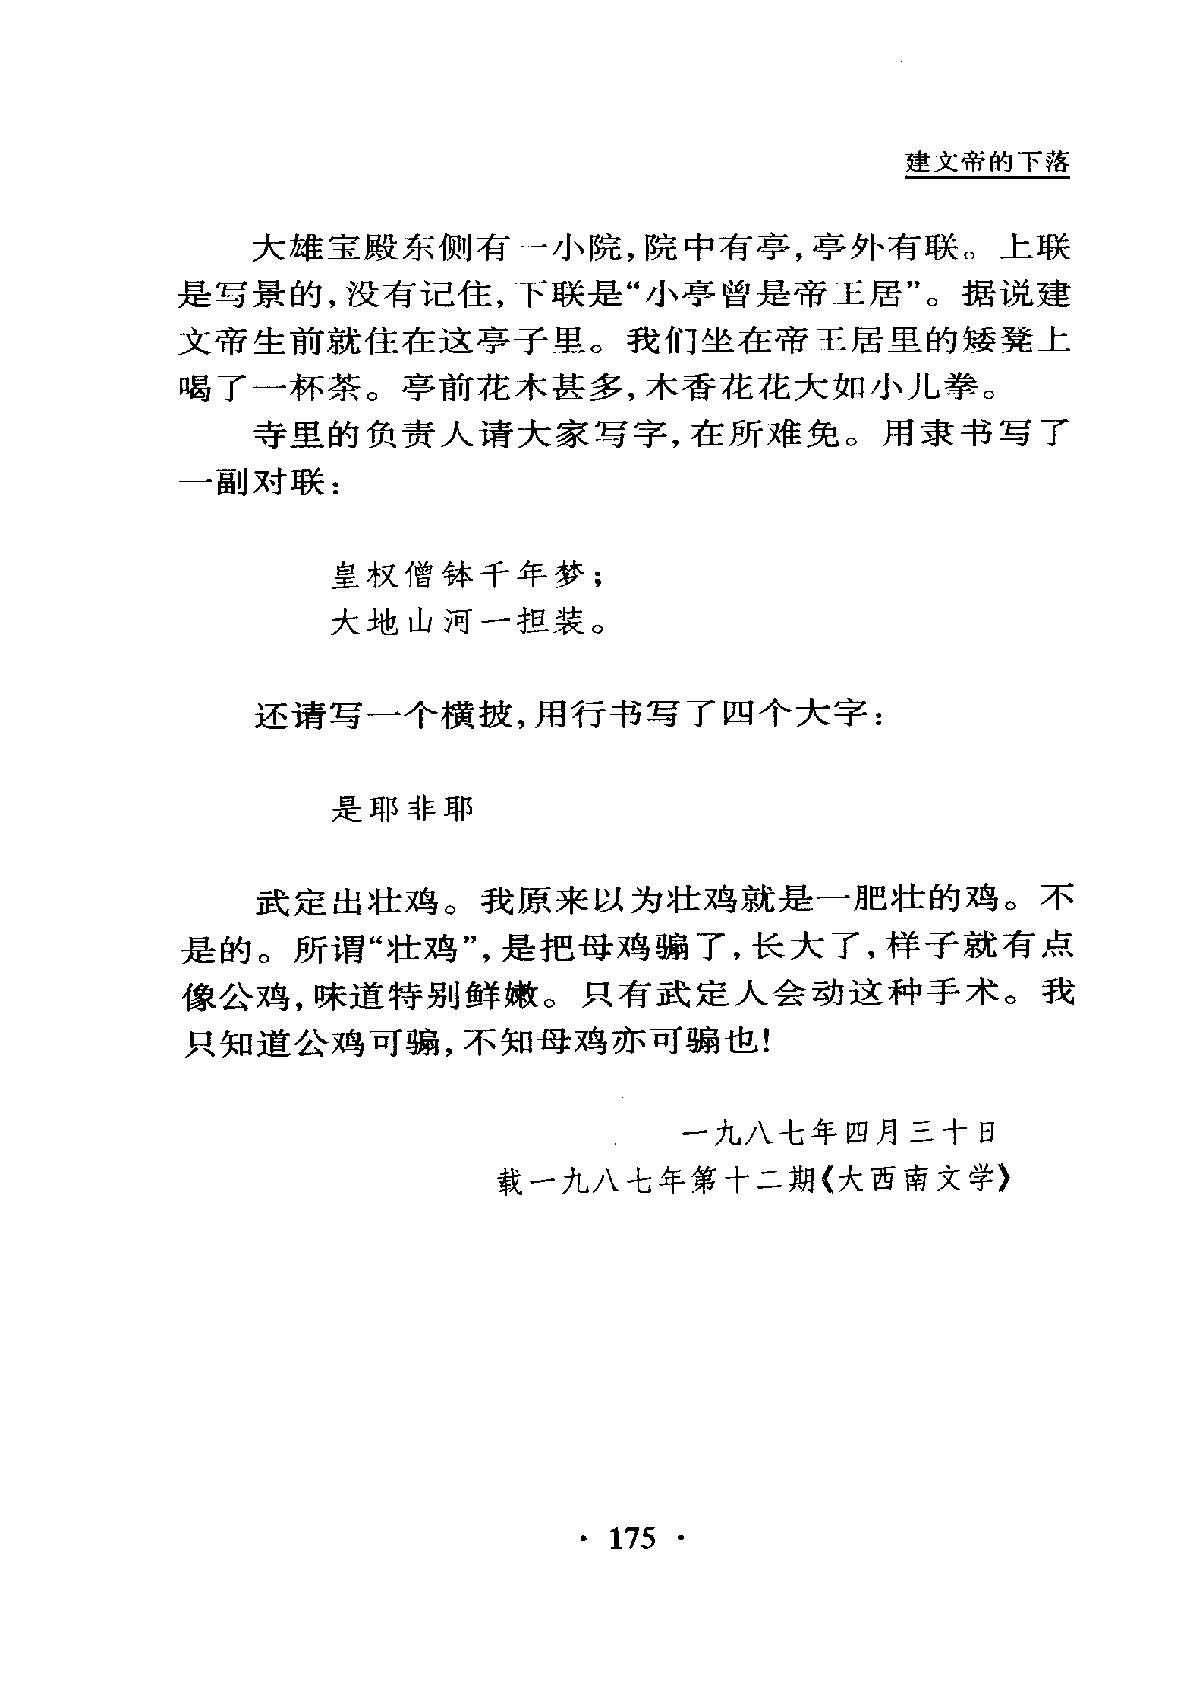 建文帝的下落
大雄宝殿东侧有一小院,院中有亭,亭外有联。上联
是写景的,没有记住,下联是“小亭曾是帝王居”。据说建
文帝生前就住在这亭子里。我们坐在帝王居里的矮凳上
喝了一杯茶。亭前花木甚多,木香花花大如小儿拳。
寺里的负责人请大家写字,在所难免。用隶书写了
一副对联:
皇权僧钵千年梦;
大地山河一担装。
还请写一个横披,用行书写了四个大字:
是耶非耶
武定出壮鸡。我原来以为壮鸡就是一肥壮的鸡。不
是的。所谓“壮鸡”,是把母鸡骟了,长大了,样子就有点
像公鸡,味道特别鲜嫩。只有武定人会动这种手术。我
只知道公鸡可骟,不知母鸡亦可骟也!
一九八七年四月三十日
载一九八七年第十二期《大西南文学》
· 175 ·